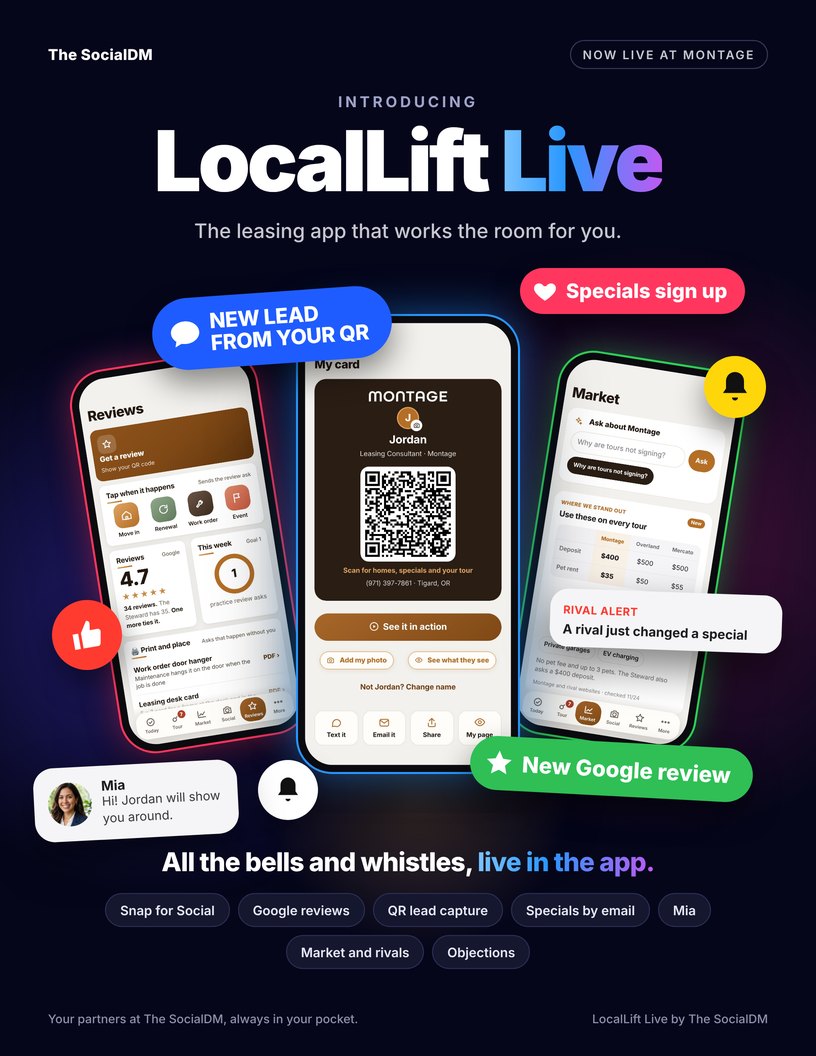 The SocialDM
NOW LIVE AT MONTAGE
INTRODUCING
LocalLift Live
The leasing app that works the room for you.
Specials sign up
NEW LEAD
FROM YOUR QR
Reviews
Get a review
Show your QR code
Tap when it happens
Sends the review ask
Move in
Renewal
Work order
Event
Reviews
Google
4.7
34 reviews. The
Steward has 35. One
more ties it.
This week
Goal 1
1
practice review asks
Print and place
Asks that happen without you
Work order door hanger
Maintenance hangs it on the door when the
job is done
PDF ›
Leasing desk card
PDF ›
Today
7
Tour
Market
Social
Reviews
More
My card
MONTAGE
J
Jordan
Leasing Consultant · Montage
Scan for homes, specials and your tour
(971) 397-7861 · Tigard, OR
See it in action
Add my photo
See what they see
Not Jordan? Change name
Text it
Email it
Share
My page
Market
Ask about Montage
Why are tours not signing?
Ask
Why are tours not signing?
WHERE WE STAND OUT
New
Use these on every tour
Montage
Overland
Mercato
Deposit
$400
$500
$500
Pet rent
$35
$50
$55
RIVAL ALERT
A rival just changed a special
Private garages
EV charging
No pet fee and up to 3 pets. The Steward also
asks a $400 deposit.
Montage and rival websites · checked 11/24
Today
7
Tour
Market
Social
Reviews
More
New Google review
Mia
Hi! Jordan will show
you around.
All the bells and whistles, live in the app.
Snap for Social
Google reviews
QR lead capture
Specials by email
Mia
Market and rivals
Objections
Your partners at The SocialDM, always in your pocket.
LocalLift Live by The SocialDM